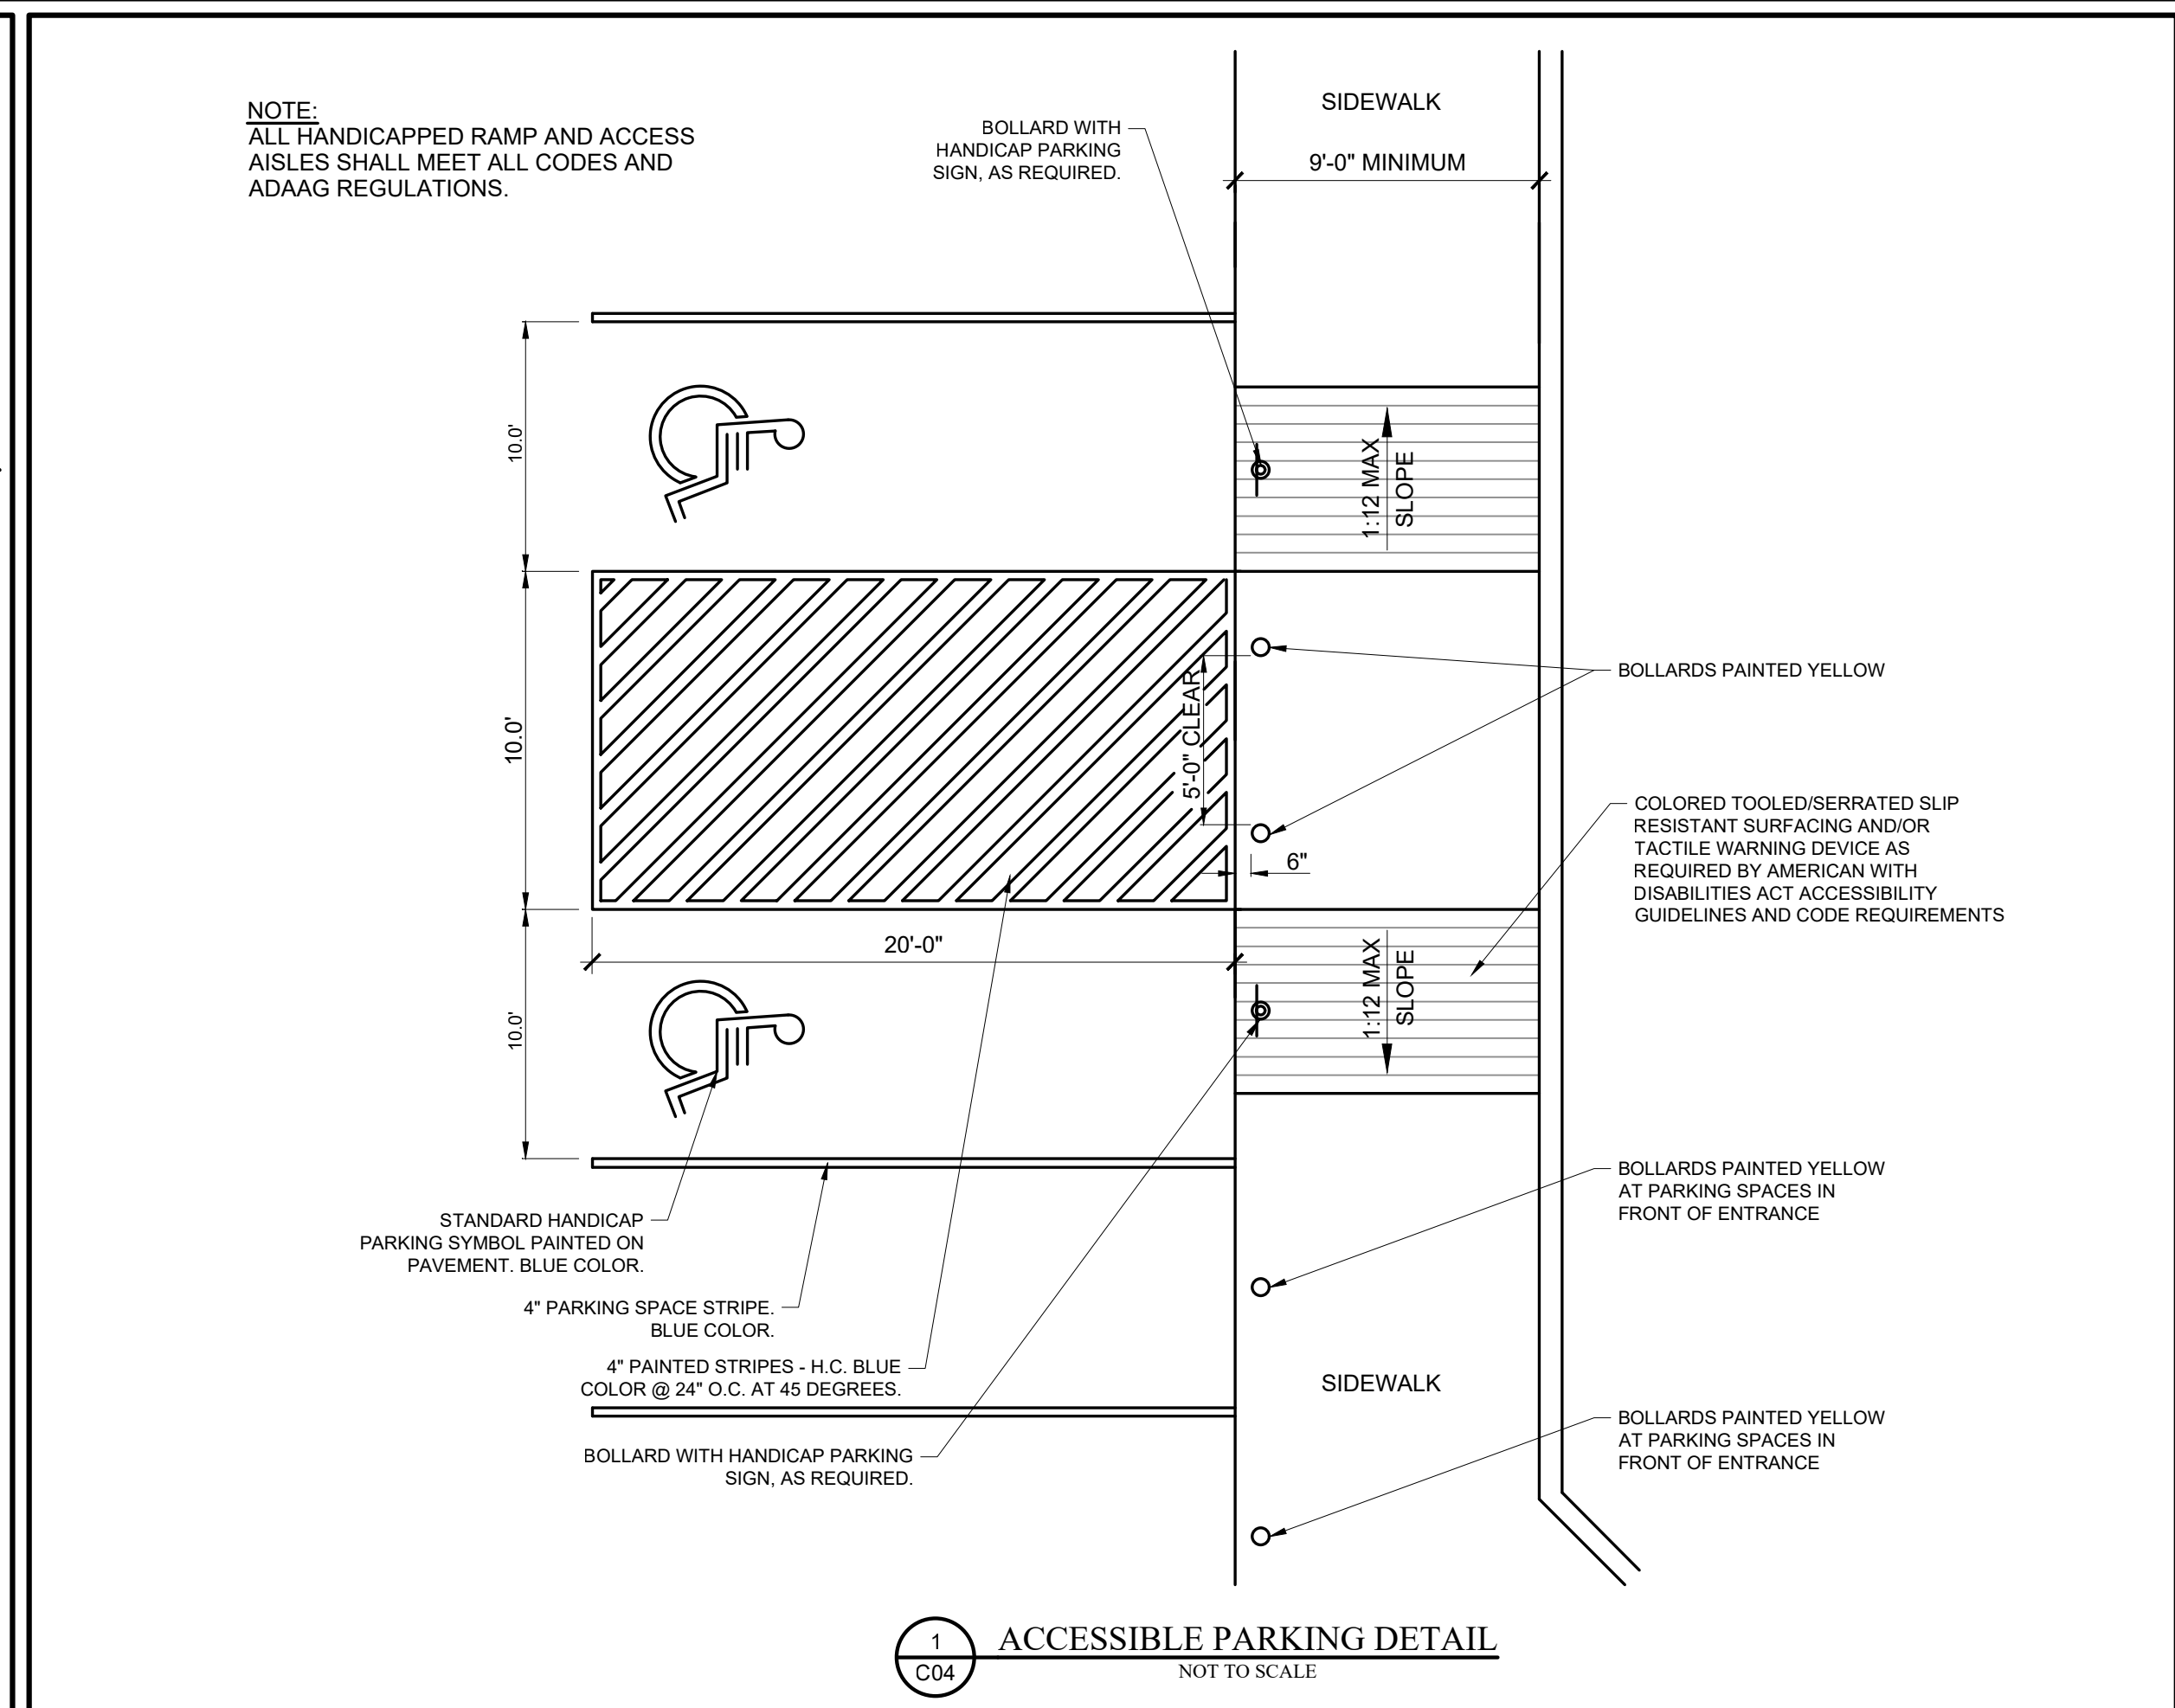 NOTE:
ALL HANDICAPPED RAMP AND ACCESS
AISLES SHALL MEET ALL CODES AND
ADAAG REGULATIONS.
BOLLARD WITH
HANDICAP PARKING
SIGN, AS REQUIRED.
SIDEWALK
9'-0" MINIMUM
10.0'
1:12 MAX
SLOPE
10.0'
5'-0" CLEAR
BOLLARDS PAINTED YELLOW
6"
COLORED TOOLED/SERRATED SLIP
RESISTANT SURFACING AND/OR
TACTILE WARNING DEVICE AS
REQUIRED BY AMERICAN WITH
DISABILITIES ACT ACCESSIBILITY
GUIDELINES AND CODE REQUIREMENTS
20'-0"
10.0'
1:12 MAX
SLOPE
BOLLARDS PAINTED YELLOW
AT PARKING SPACES IN
FRONT OF ENTRANCE
STANDARD HANDICAP
PARKING SYMBOL PAINTED ON
PAVEMENT. BLUE COLOR.
4" PARKING SPACE STRIPE.
BLUE COLOR.
4" PAINTED STRIPES - H.C. BLUE
COLOR @ 24" O.C. AT 45 DEGREES.
SIDEWALK
BOLLARD WITH HANDICAP PARKING
SIGN, AS REQUIRED.
BOLLARDS PAINTED YELLOW
AT PARKING SPACES IN
FRONT OF ENTRANCE
1
C04
ACCESSIBLE PARKING DETAIL
NOT TO SCALE